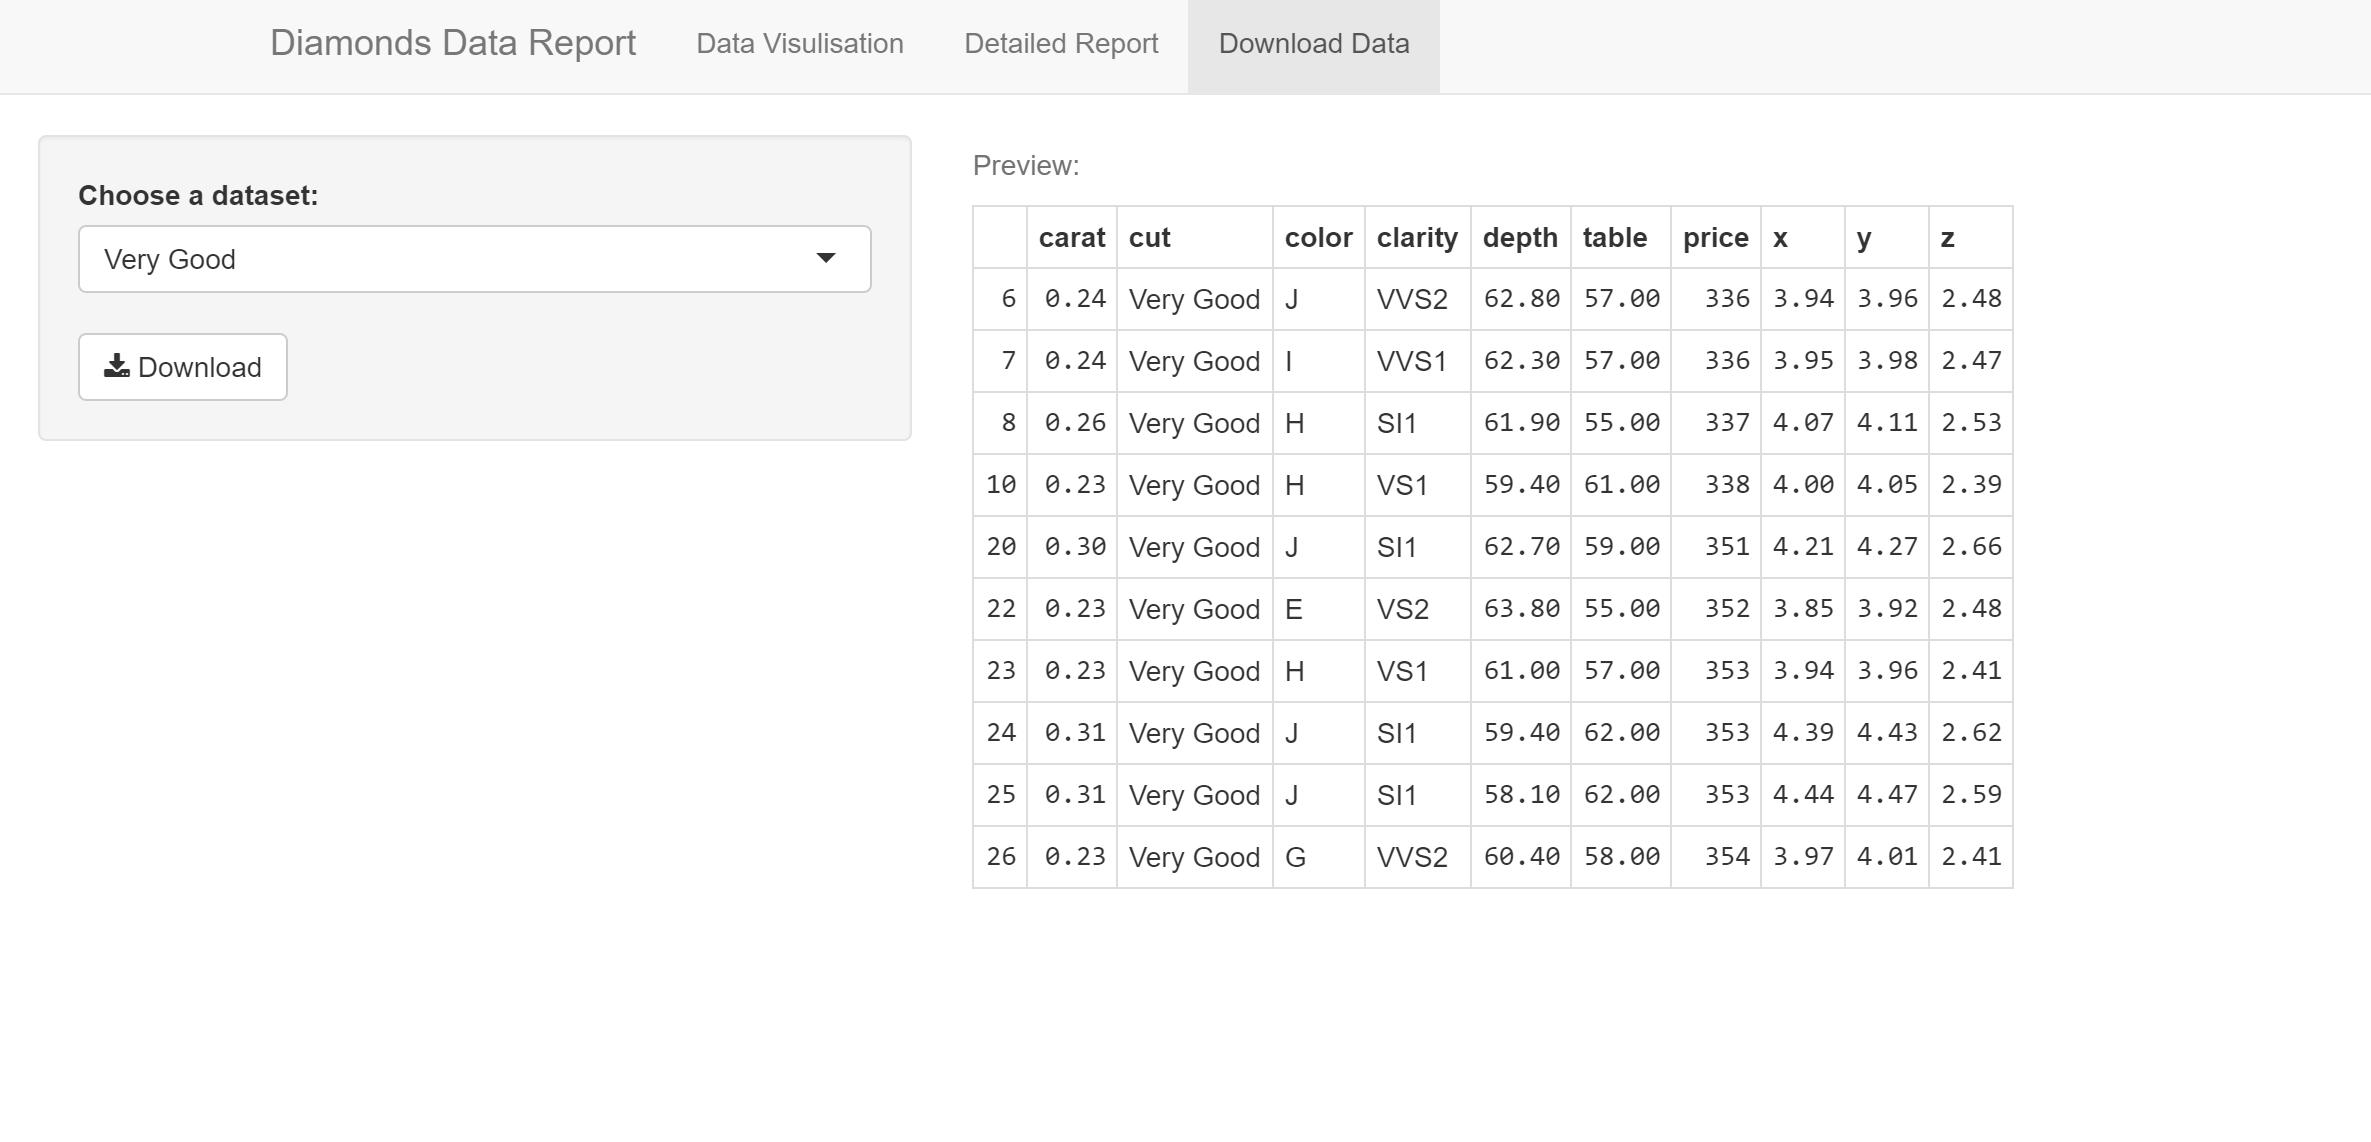 Diamonds Data Report Data Visulisation Detailed Report Download Data
Choose a dataset:
Very Good
Download
Preview:
carat cut color clarity depth table price x y z
6 0.24 Very Good J VVS2 62.80 57.00 336 3.94 3.96 2.48
7 0.24 Very Good I VVS1 62.30 57.00 336 3.95 3.98 2.47
8 0.26 Very Good H SI1 61.90 55.00 337 4.07 4.11 2.53
10 0.23 Very Good H VS1 59.40 61.00 338 4.00 4.05 2.39
20 0.30 Very Good J SI1 62.70 59.00 351 4.21 4.27 2.66
22 0.23 Very Good E VS2 63.80 55.00 352 3.85 3.92 2.48
23 0.23 Very Good H VS1 61.00 57.00 353 3.94 3.96 2.41
24 0.31 Very Good J SI1 59.40 62.00 353 4.39 4.43 2.62
25 0.31 Very Good J SI1 58.10 62.00 353 4.44 4.47 2.59
26 0.23 Very Good G VVS2 60.40 58.00 354 3.97 4.01 2.41